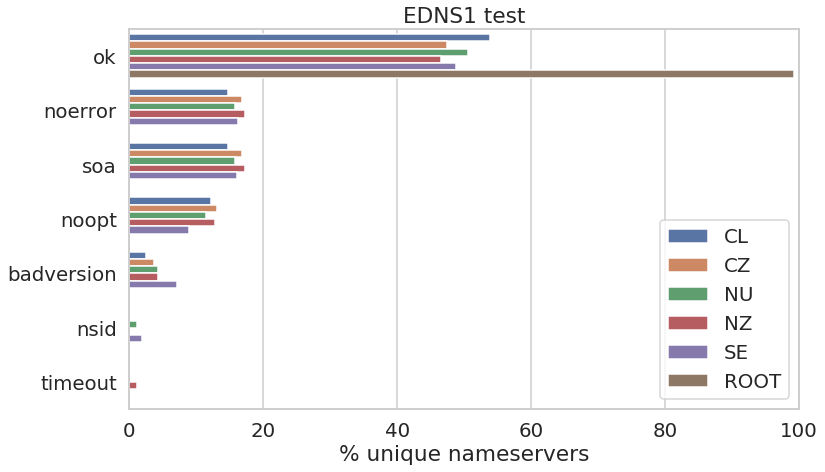 EDNS1 test
ok
noerror
soa
noopt
badversion
nsid
timeout
CL
CZ
NU
NZ
SE
ROOT
0 20 40 60 80 100
% unique nameservers